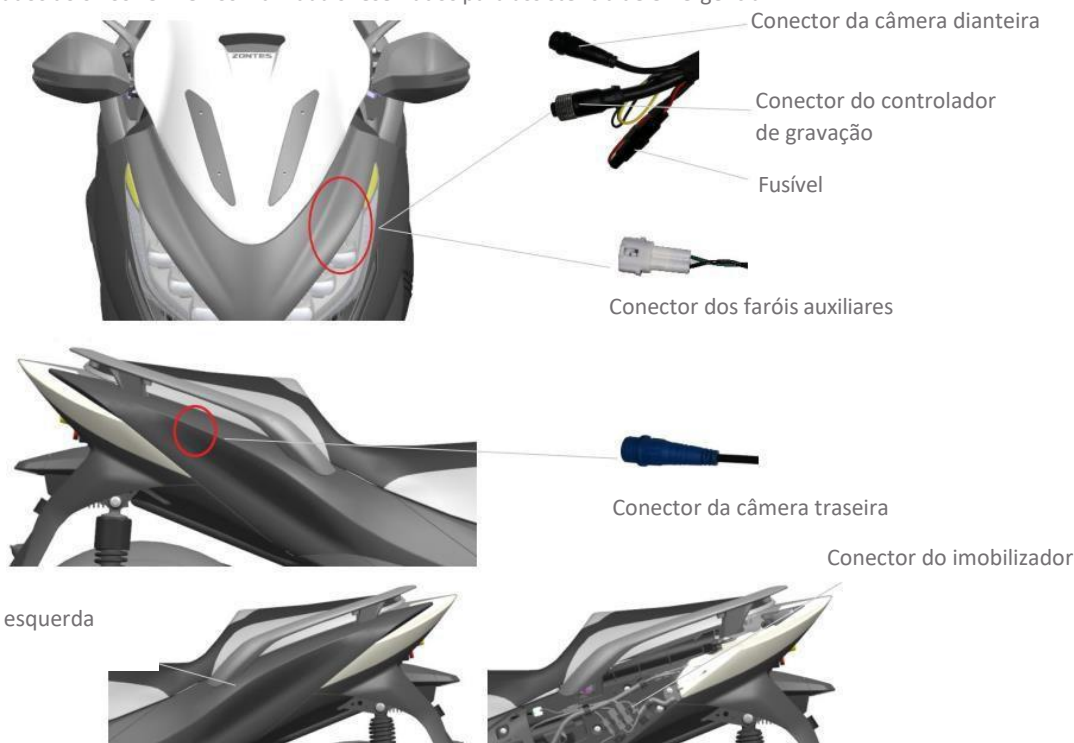 Conector da câmera dianteira
ZONTES
Conector do controlador
de gravação
Fusível
Conector dos faróis auxiliares
Conector da câmera traseira
Conector do imobilizador
esquerda